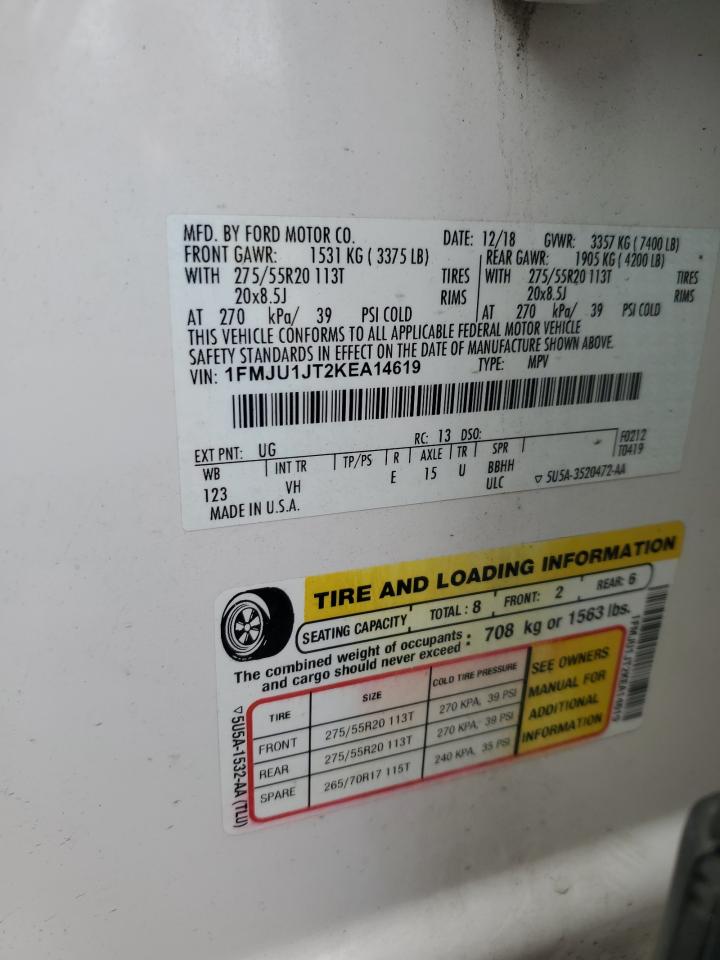 MFD. BY FORD MOTOR CO. DATE: 12/18 GVWR: 3357 KG ( 7400 LB)
FRONT GAWR: 1531 KG ( 3375 LB) REAR GAWR: 1905 KG ( 4200 LB)
WITH 275/55R20 113T TIRES WITH 275/55R20 113T TIRES
20x8.5J RIMS 20x8.5J RIMS
AT 270 kPa/ 39 PSI COLD AT 270 kPa/ 39 PSI COLD
THIS VEHICLE CONFORMS TO ALL APPLICABLE FEDERAL MOTOR VEHICLE
SAFETY STANDARDS IN EFFECT ON THE DATE OF MANUFACTURE SHOWN ABOVE.
VIN: 1FMJU1JT2KEA14619 TYPE: MPV
EXT PNT: UG RC: 13 DSO: F0212
WB INT TR TP/PS R AXLE TR SPR T0419
123 VH E 15 U BBHH
ULC ▽ 5U5A-3520472-AA
MADE IN U.S.A.
TIRE AND LOADING INFORMATION
SEATING CAPACITY TOTAL : 8 FRONT: 2 REAR: 6
The combined weight of occupants
and cargo should never exceed : 708 kg or 1563 lbs.
TIRE SIZE COLD TIRE PRESSURE
FRONT 275/55R20 113T 270 KPA, 39 PSI
REAR 275/55R20 113T 270 KPA, 39 PSI
SPARE 265/70R17 115T 240 KPA, 35 PSI
SEE OWNERS
MANUAL FOR
ADDITIONAL
INFORMATION
▽ 5U5A-1532-AA (TLU)
1FMJU1JT2KEA14619